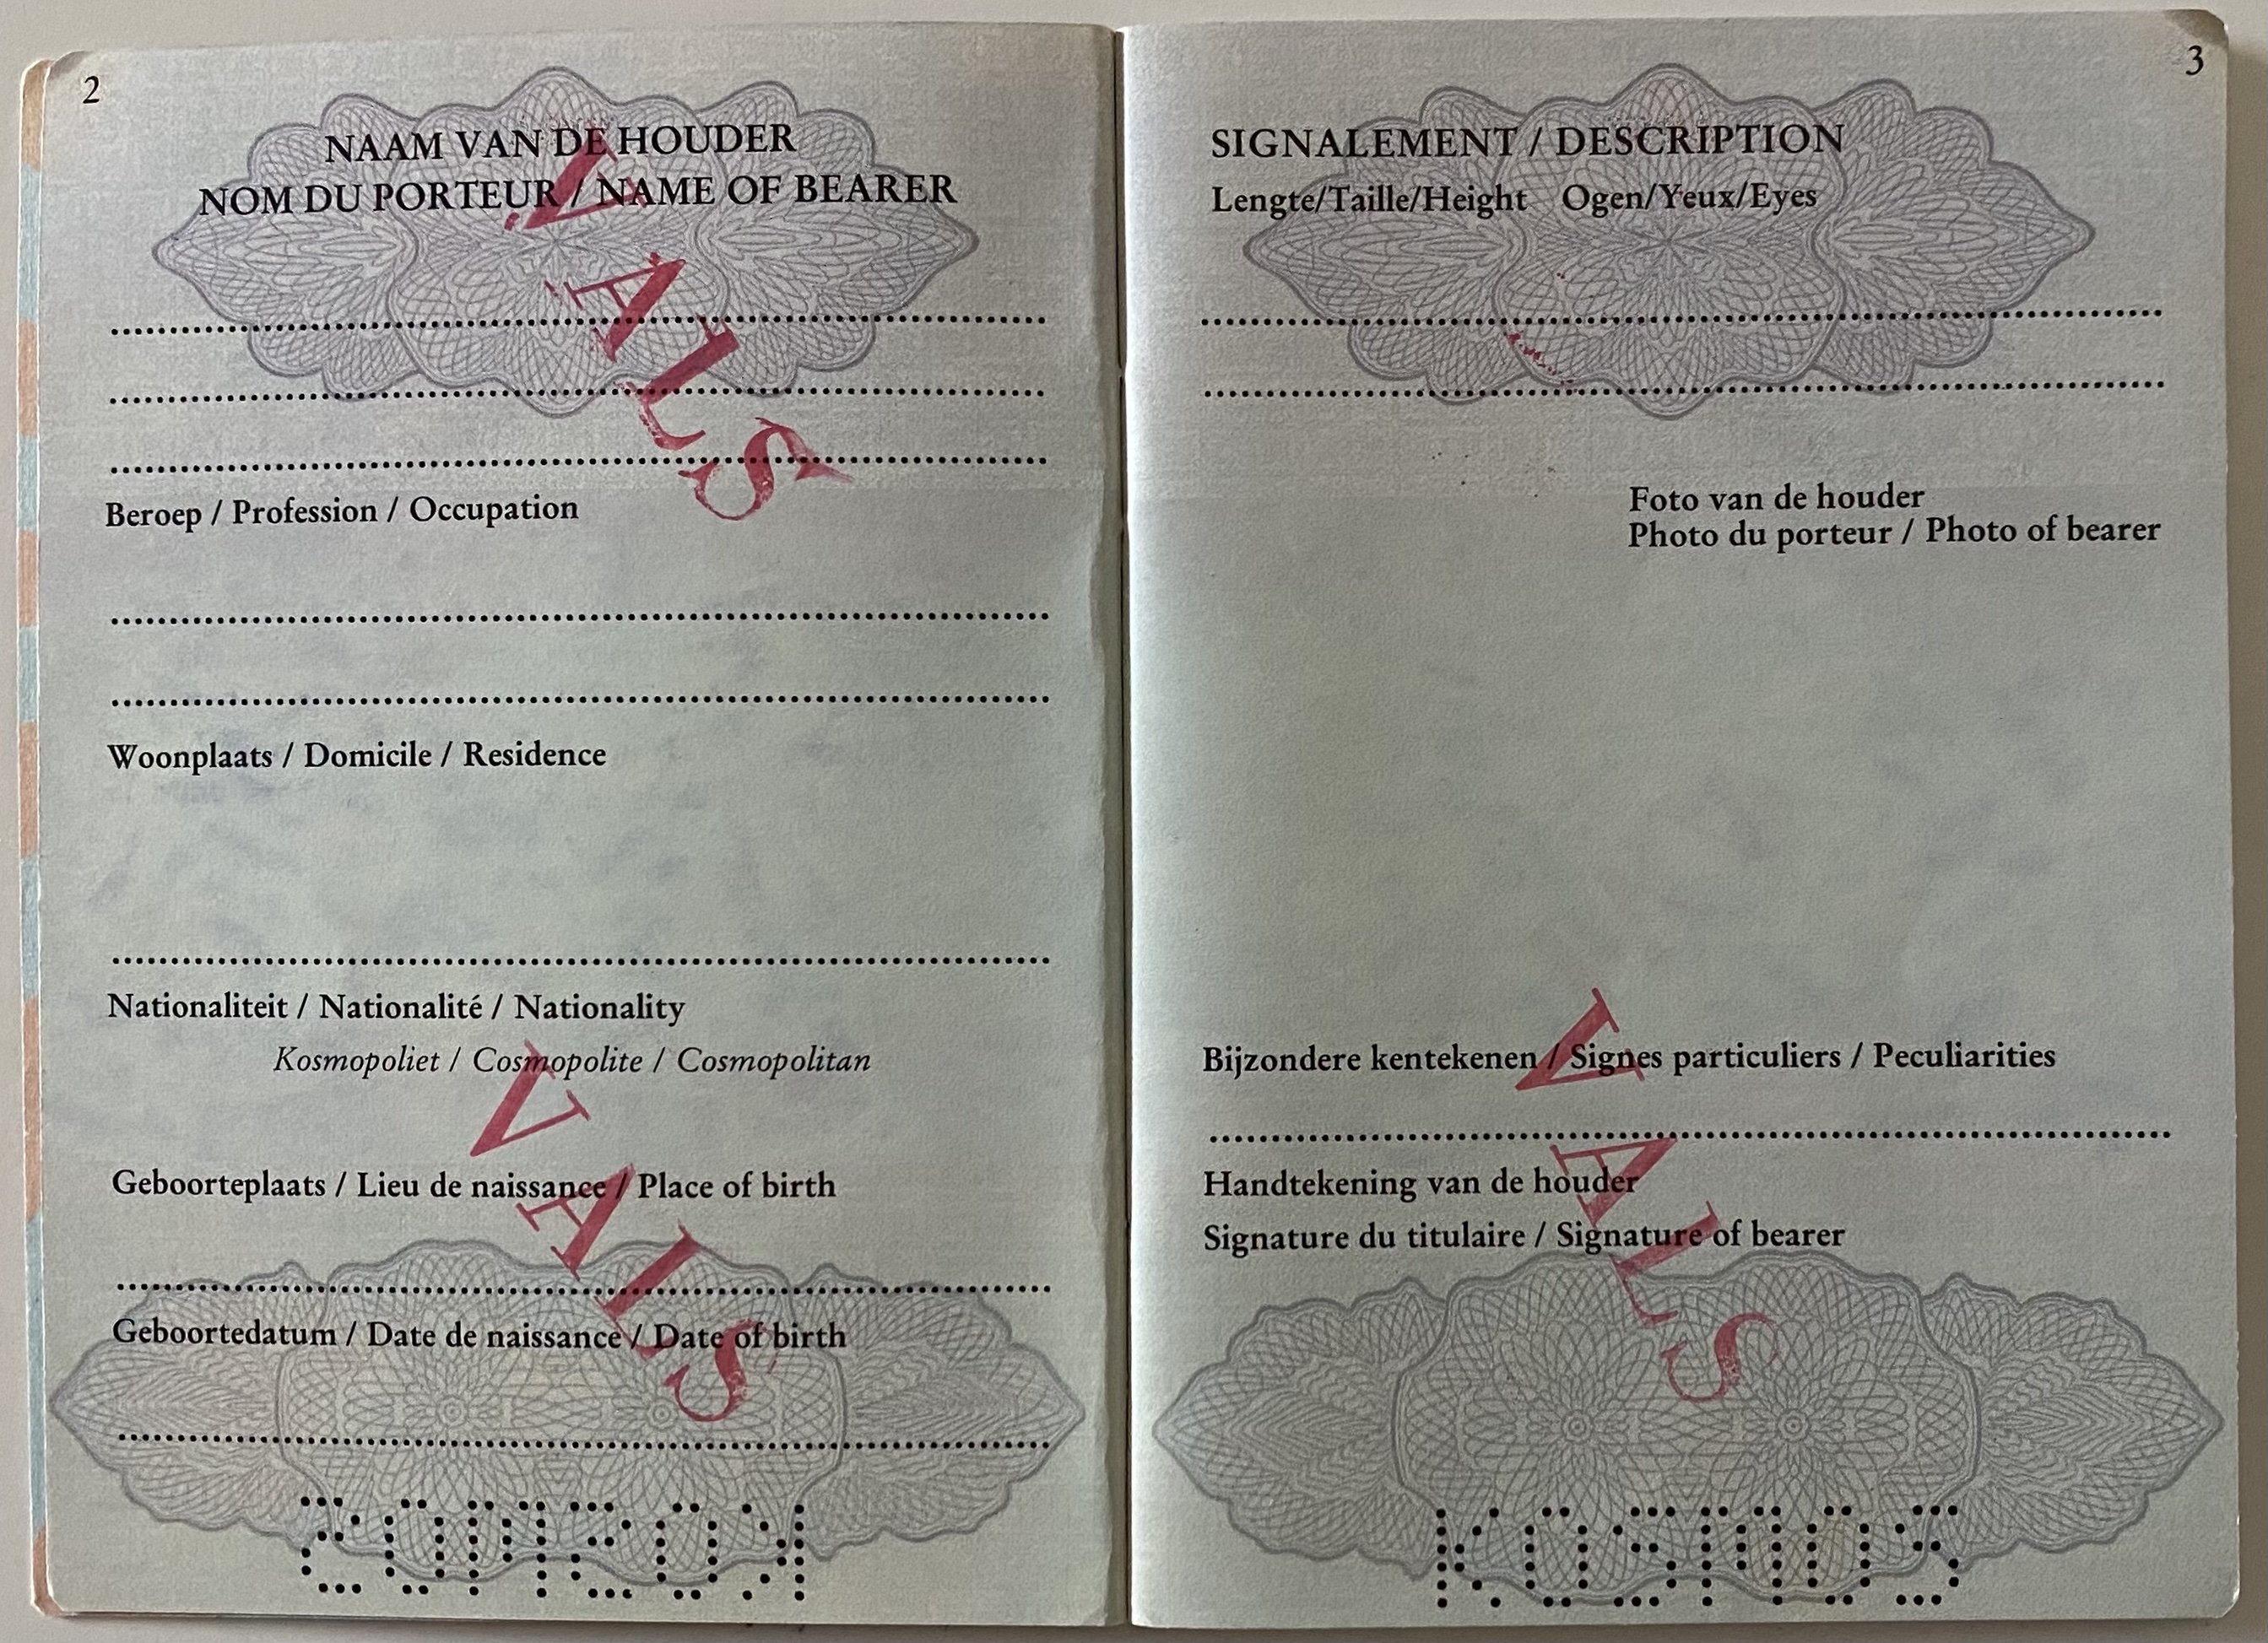 2
NAAM VAN DE HOUDER
NOM DU PORTEUR / NAME OF BEARER
VALS
Beroep / Profession / Occupation
Woonplaats / Domicile / Residence
Nationaliteit / Nationalité / Nationality
Kosmopoliet / Cosmopolite / Cosmopolitan
VALS
Geboorteplaats / Lieu de naissance / Place of birth
Geboortedatum / Date de naissance / Date of birth
KOSMOS
3
SIGNALEMENT / DESCRIPTION
Lengte/Taille/Height Ogen/Yeux/Eyes
Foto van de houder
Photo du porteur / Photo of bearer
Bijzondere kentekenen / Signes particuliers / Peculiarities
VALS
Handtekening van de houder
Signature du titulaire / Signature of bearer
KOSMOS